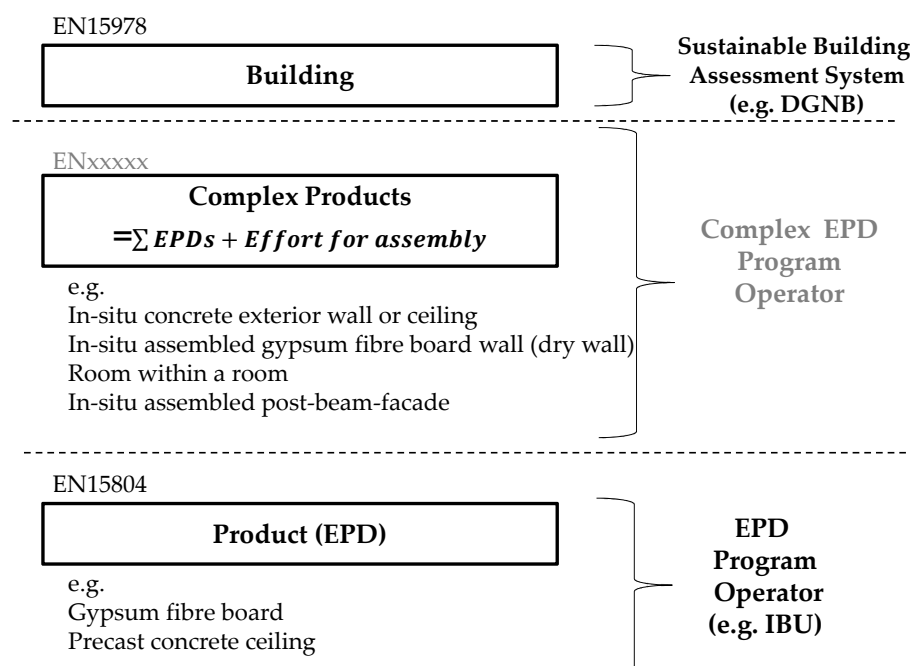 EN15978
Building
Sustainable Building
Assessment System
(e.g. DGNB)
ENxxxxx
Complex Products
=∑ EPDs + Effort for assembly
Complex EPD
Program
Operator
e.g.
In-situ concrete exterior wall or ceiling
In-situ assembled gypsum fibre board wall (dry wall)
Room within a room
In-situ assembled post-beam-facade
EN15804
Product (EPD)
EPD
Program
Operator
(e.g. IBU)
e.g.
Gypsum fibre board
Precast concrete ceiling